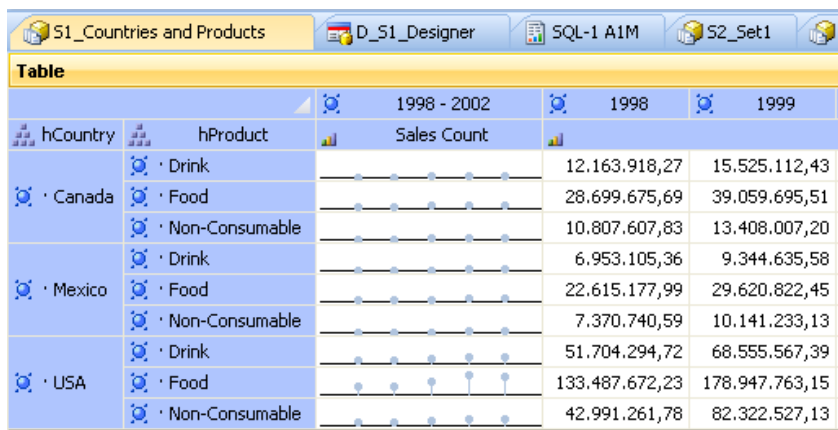 S1_Countries and Products D_S1_Designer SQL-1 A1M S2_Set1
Table
1998 - 2002 1998 1999
hCountry hProduct Sales Count
· Drink 12.163.918,27 15.525.112,43
· Canada · Food 28.699.675,69 39.059.695,51
· Non-Consumable 10.807.607,83 13.408.007,20
· Drink 6.953.105,36 9.344.635,58
· Mexico · Food 22.615.177,99 29.620.822,45
· Non-Consumable 7.370.740,59 10.141.233,13
· Drink 51.704.294,72 68.555.567,39
· USA · Food 133.487.672,23 178.947.763,15
· Non-Consumable 42.991.261,78 82.322.527,13